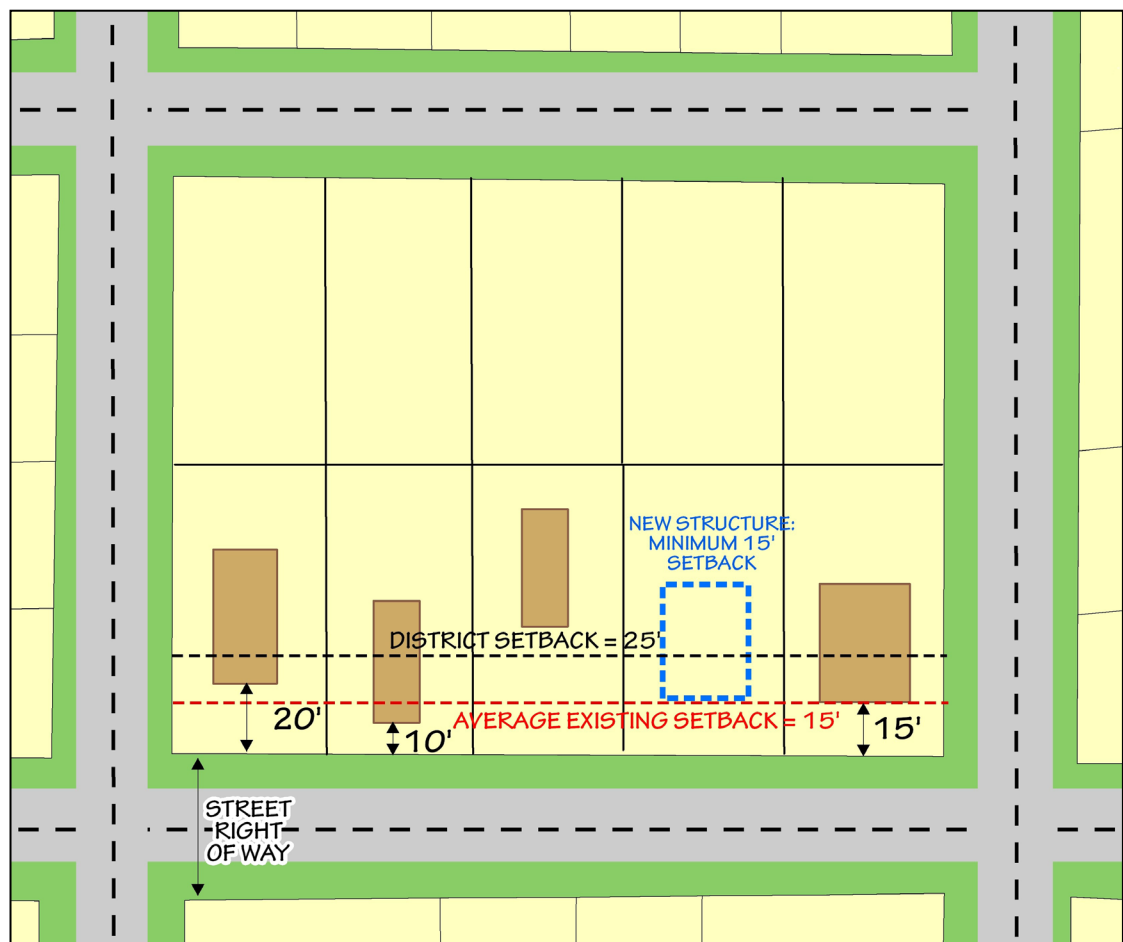 NEW STRUCTURE:
MINIMUM 15'
SETBACK
DISTRICT SETBACK = 25'
20'
10'
AVERAGE EXISTING SETBACK = 15'
15'
STREET
RIGHT
OF WAY